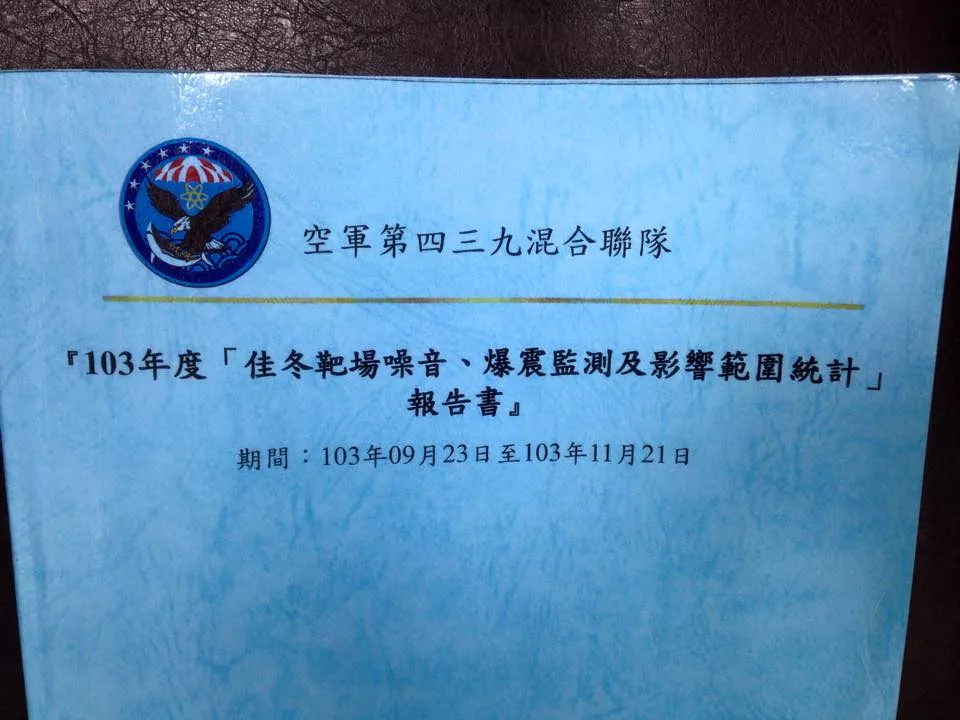 空軍第四三九混合聯隊
『103年度「佳冬靶場噪音、爆震監測及影響範圍統計」
報告書』
期間：103年09月23日至103年11月21日